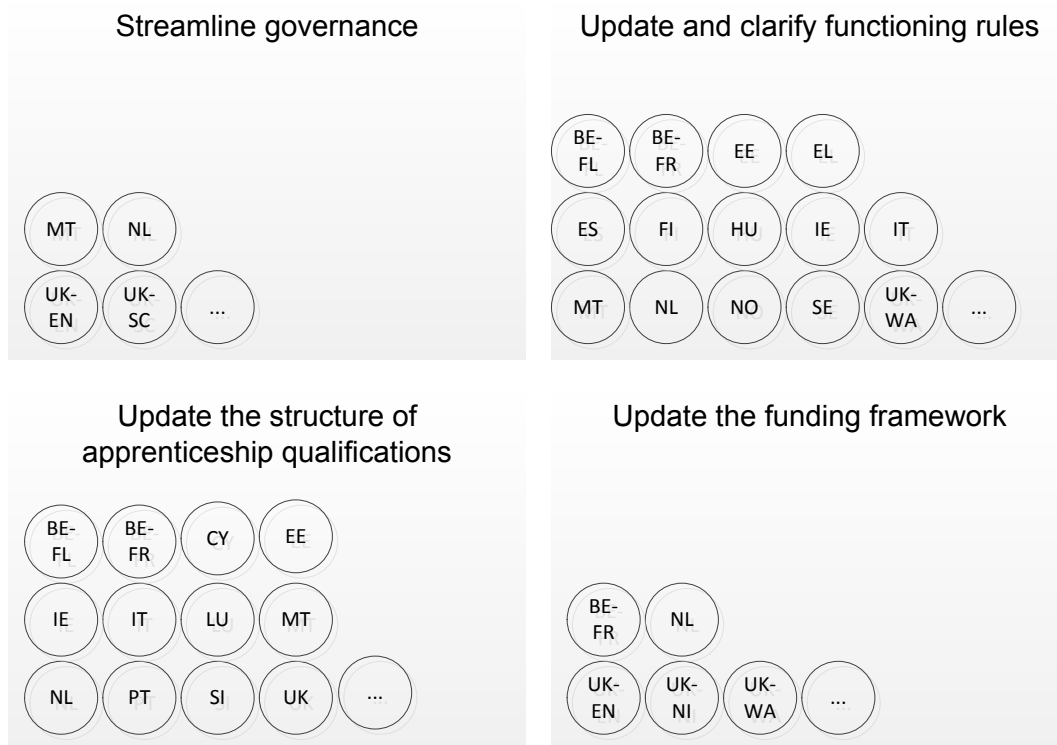 Streamline governance
MT NL
UK-
EN
UK-
SC
...
Update and clarify functioning rules
BE-
FL
BE-
FR
EE EL
ES FI HU IE IT
MT NL NO SE
UK-
WA
...
Update the structure of
apprenticeship qualifications
BE-
FL
BE-
FR
CY EE
IE IT LU MT
NL PT SI UK ...
Update the funding framework
BE-
FR
NL
UK-
EN
UK-
NI
UK-
WA
...